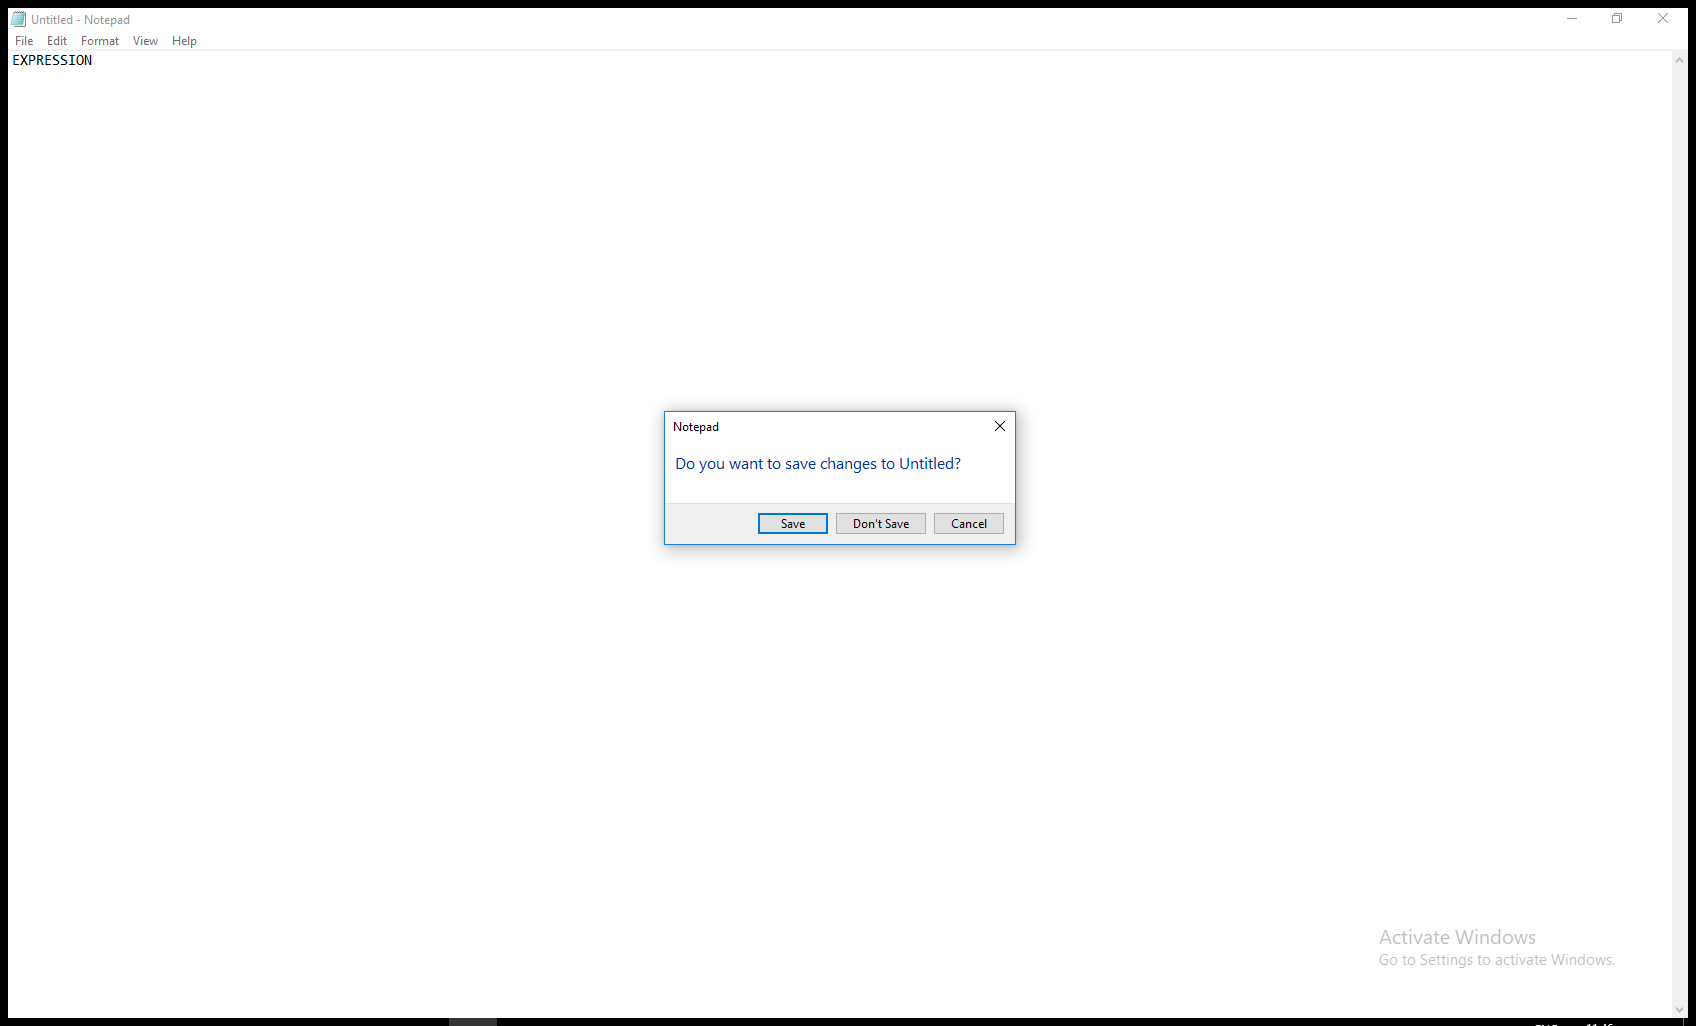 Untitled - Notepad
File Edit Format View Help
EXPRESSION
Notepad
Do you want to save changes to Untitled?
Save Don't Save Cancel
Activate Windows
Go to Settings to activate Windows.